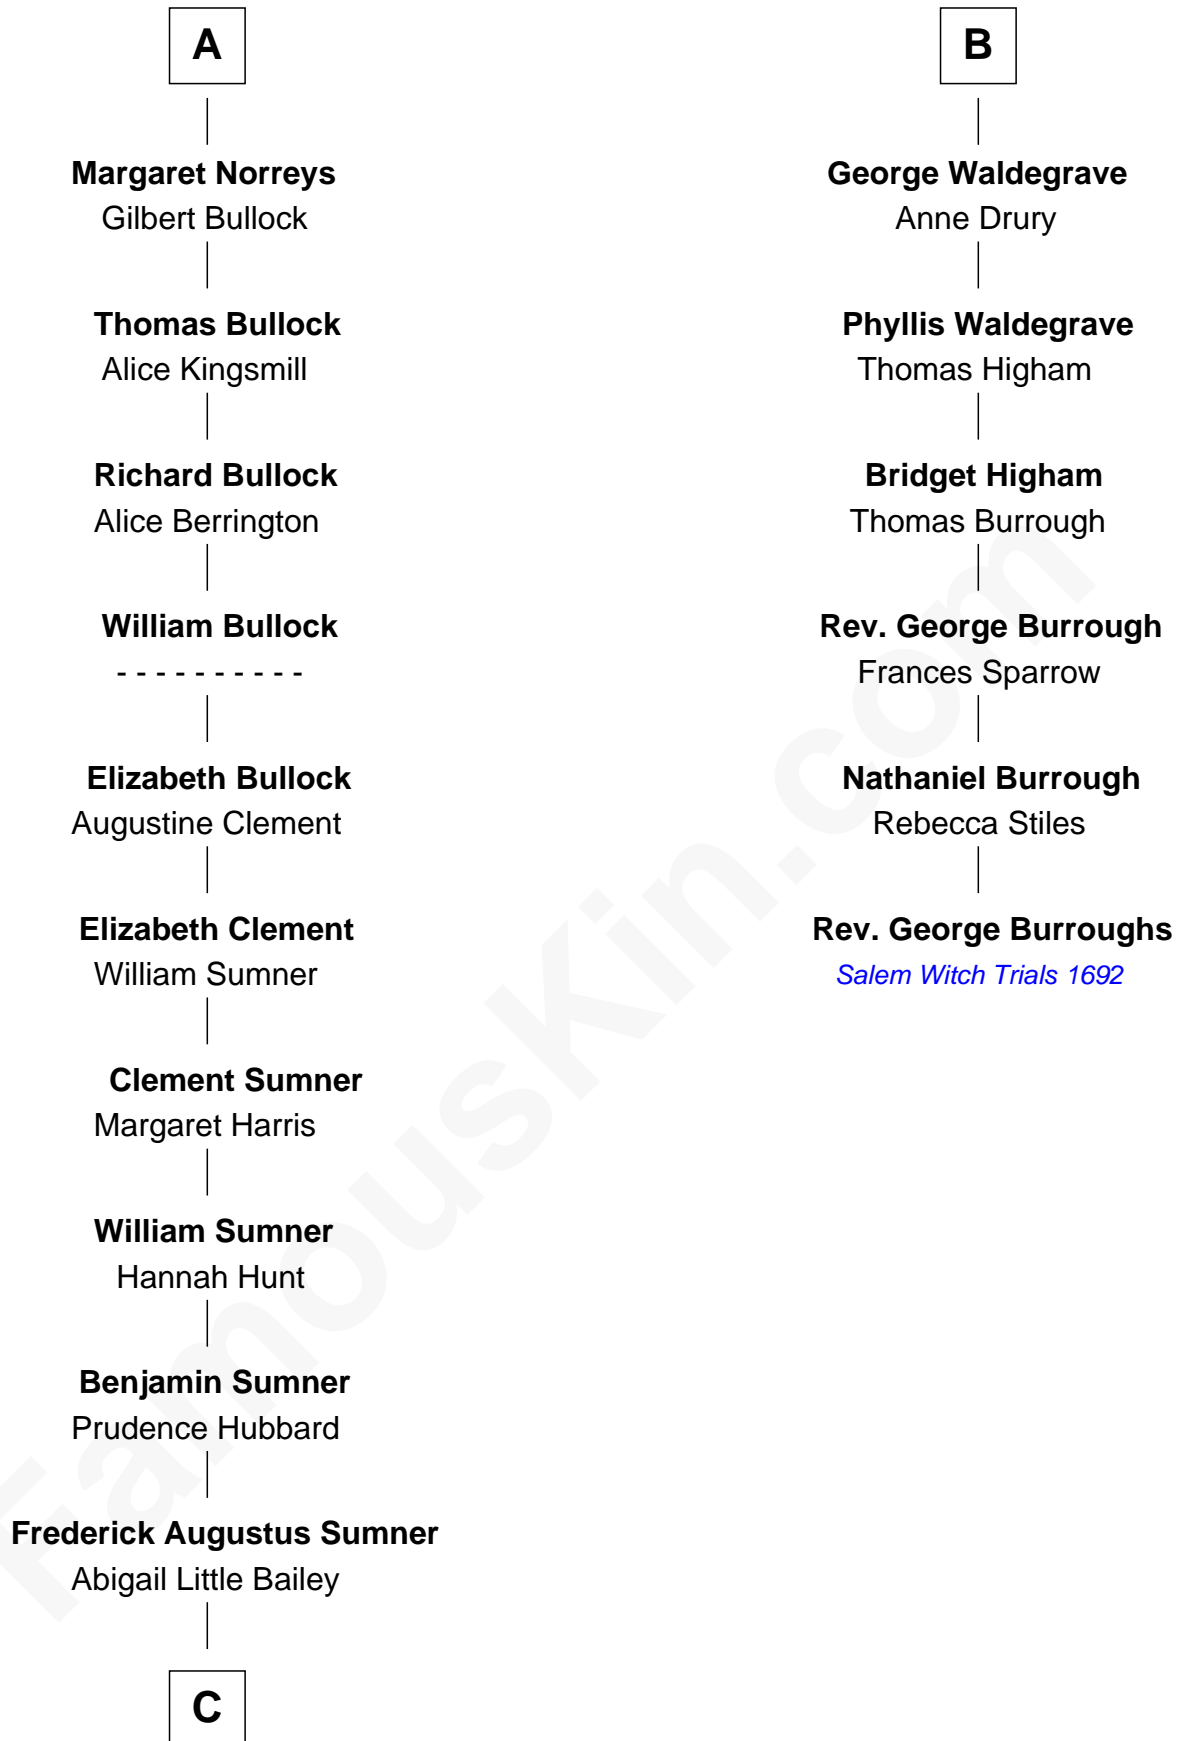 A
Margaret Norreys
Gilbert Bullock
Thomas Bullock
Alice Kingsmill
Richard Bullock
Alice Berrington
William Bullock
- - - - - - - - - -
Elizabeth Bullock
Augustine Clement
Elizabeth Clement
William Sumner
Clement Sumner
Margaret Harris
William Sumner
Hannah Hunt
Benjamin Sumner
Prudence Hubbard
Frederick Augustus Sumner
Abigail Little Bailey
C
B
George Waldegrave
Anne Drury
Phyllis Waldegrave
Thomas Higham
Bridget Higham
Thomas Burrough
Rev. George Burrough
Frances Sparrow
Nathaniel Burrough
Rebecca Stiles
Rev. George Burroughs
Salem Witch Trials 1692
FamousKin.com